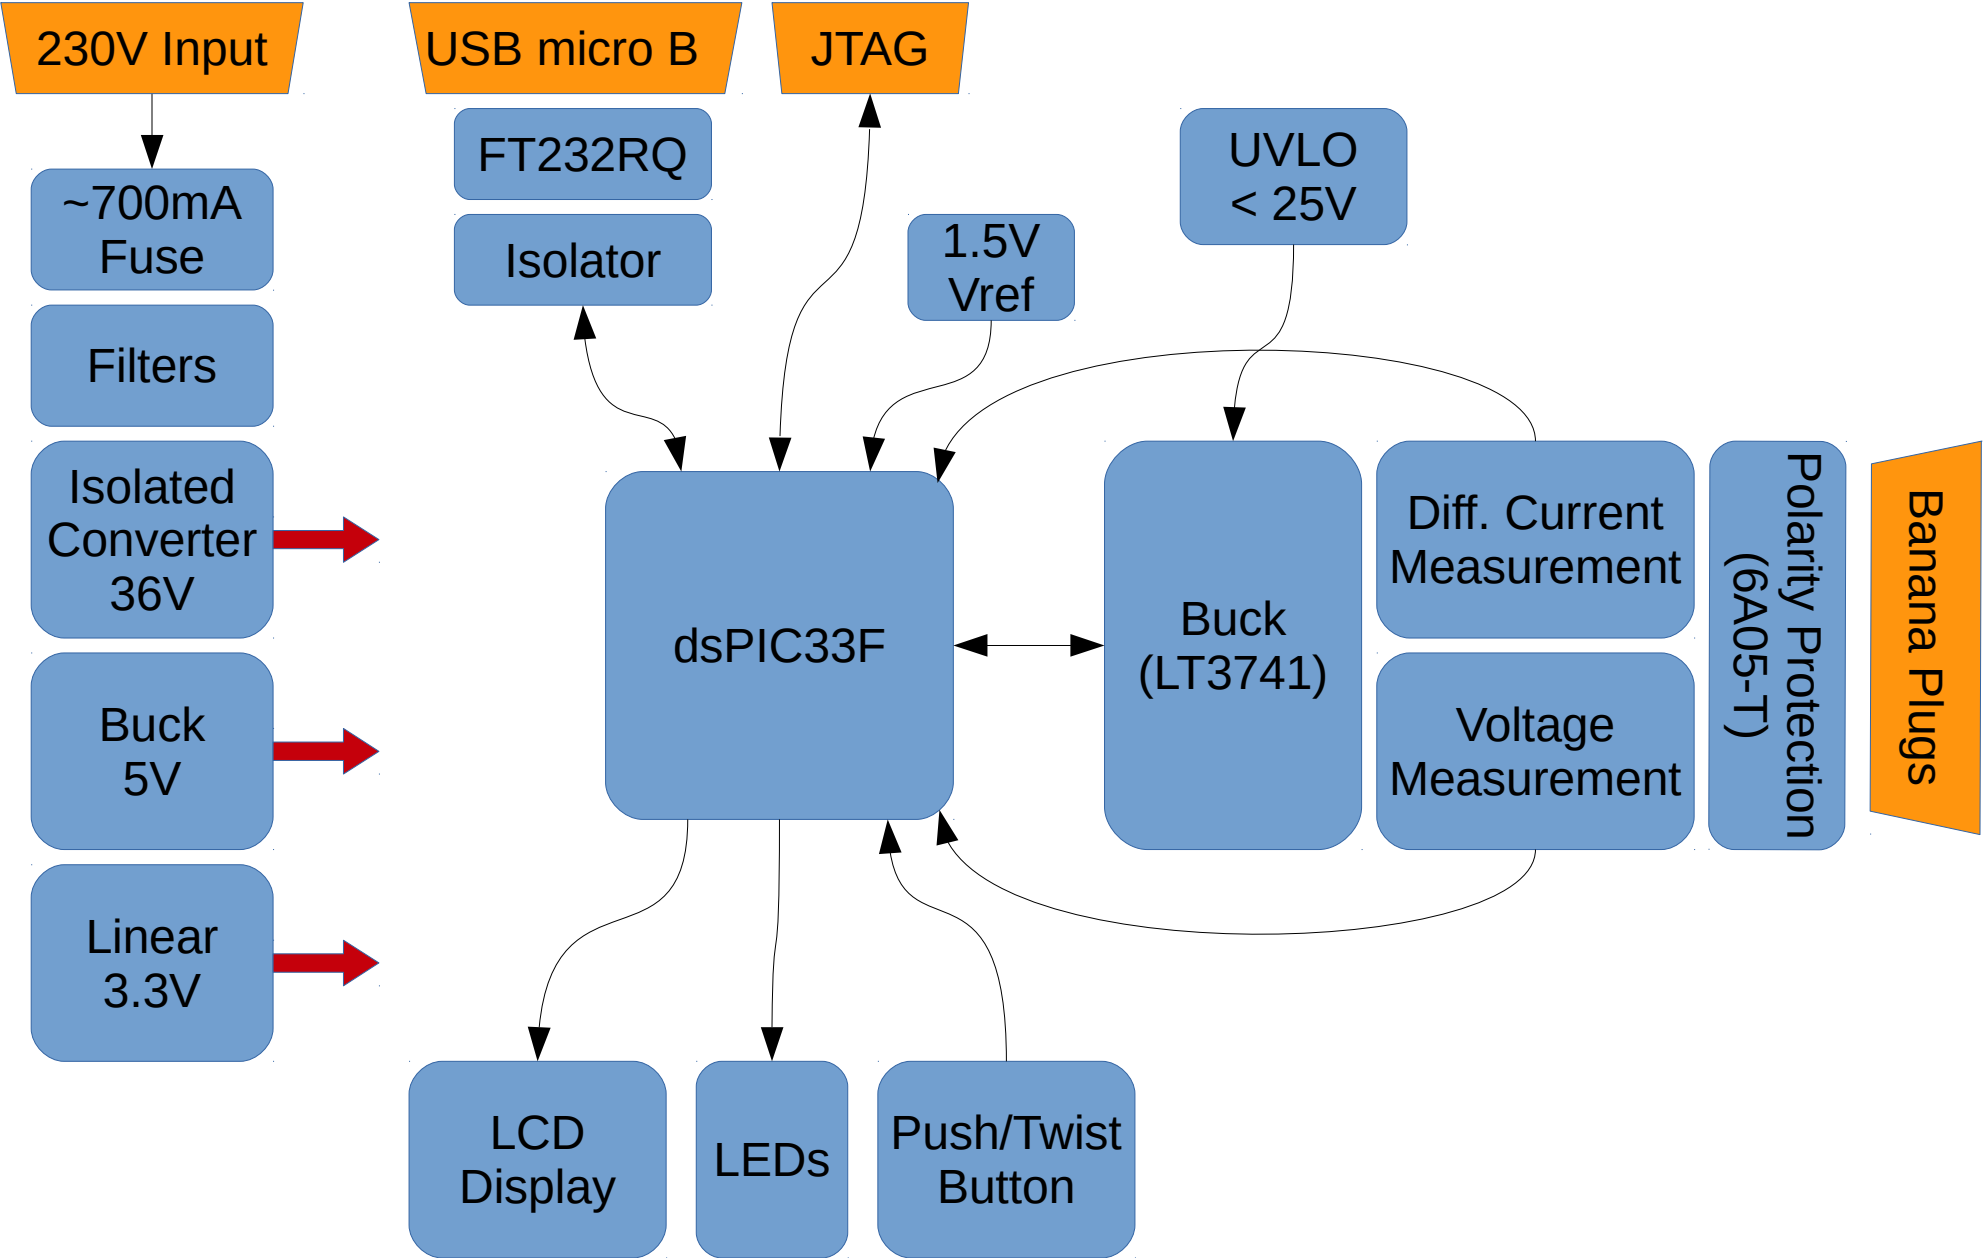 230V Input
~700mA
Fuse
Filters
Isolated
Converter
36V
Buck
5V
Linear
3.3V
USB micro B
FT232RQ
Isolator
JTAG
1.5V
Vref
UVLO
< 25V
dsPIC33F
Buck
(LT3741)
Diff. Current
Measurement
Voltage
Measurement
Polarity Protection
(6A05-T)
Banana Plugs
LCD
Display
LEDs
Push/Twist
Button